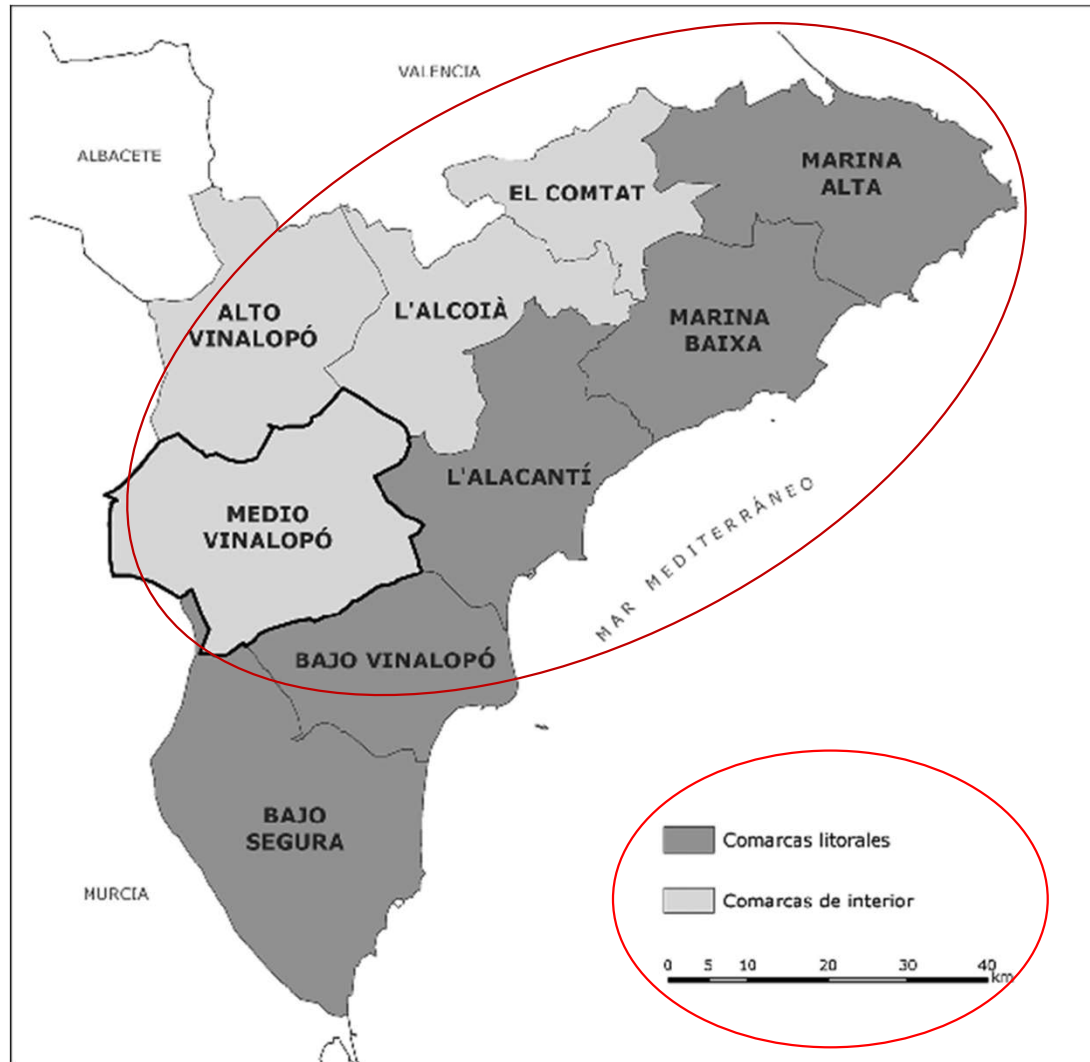 VALENCIA
ALBACETE
MARINA
ALTA
EL COMTAT
ALTO
VINALOPÓ
L'ALCOIÀ
MARINA
BAIXA
L'ALACANTÍ
MEDIO
VINALOPÓ
MAR MEDITERRÁNEO
BAJO VINALOPÓ
BAJO
SEGURA
MURCIA
Comarcas litorales
Comarcas de interior
0 5 10 20 30 40
km